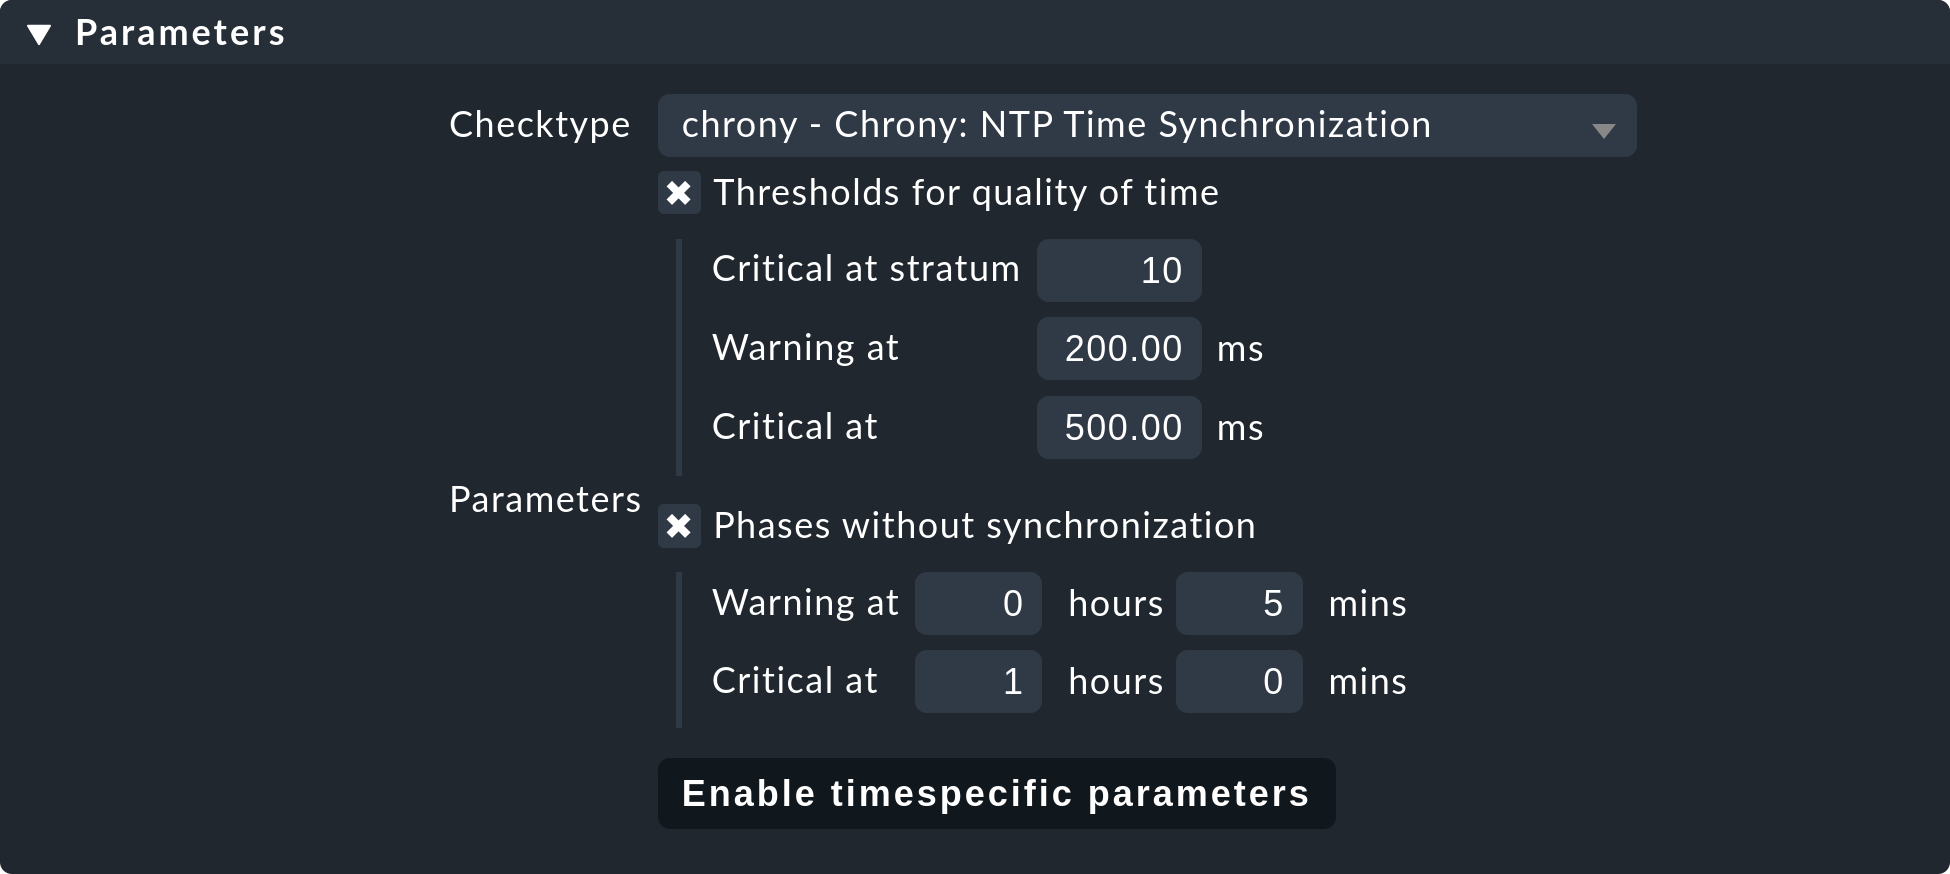 Parameters
Checktype chrony - Chrony: NTP Time Synchronization
Thresholds for quality of time
Critical at stratum 10
Warning at 200.00 ms
Critical at 500.00 ms
Parameters
Phases without synchronization
Warning at 0 hours 5 mins
Critical at 1 hours 0 mins
Enable timespecific parameters